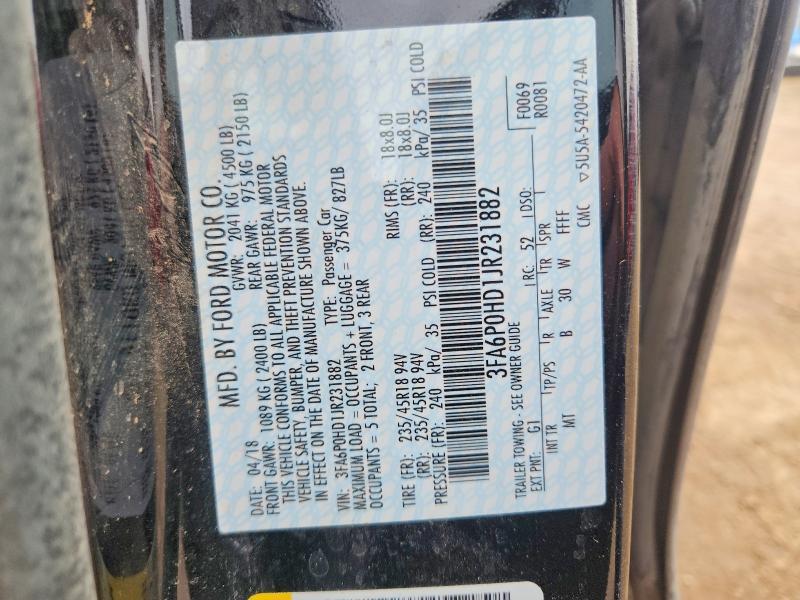 MFD. BY FORD MOTOR CO.
DATE: 04/18 GVWR: 2041 KG (4500 LB)
FRONT GAWR: 1089 KG (2400 LB) REAR GAWR: 975 KG (2150 LB)
THIS VEHICLE CONFORMS TO ALL APPLICABLE FEDERAL MOTOR
VEHICLE SAFETY, BUMPER, AND THEFT PREVENTION STANDARDS
IN EFFECT ON THE DATE OF MANUFACTURE SHOWN ABOVE.
VIN: 3FA6P0HD1JR231882 TYPE: Passenger Car
MAXIMUM LOAD = OCCUPANTS + LUGGAGE = 375KG/ 827LB
OCCUPANTS = 5 TOTAL; 2 FRONT, 3 REAR
TIRE (FR): 235/45R18 94V RIMS (FR): 18x8.0J
(RR): 235/45R18 94V (RR): 18x8.0J
PRESSURE (FR): 240 kPa/ 35 PSI COLD (RR): 240 kPa/ 35 PSI COLD
3FA6P0HD1JR231882
F0069
R0081
TRAILER TOWING - SEE OWNER GUIDE
EXT PNT: G1 RC: 52 DSO:
INT TR TP/PS R AXLE TR SPR
MT B 30 W FFFF
CMC ▽5U5A-5420472-AA